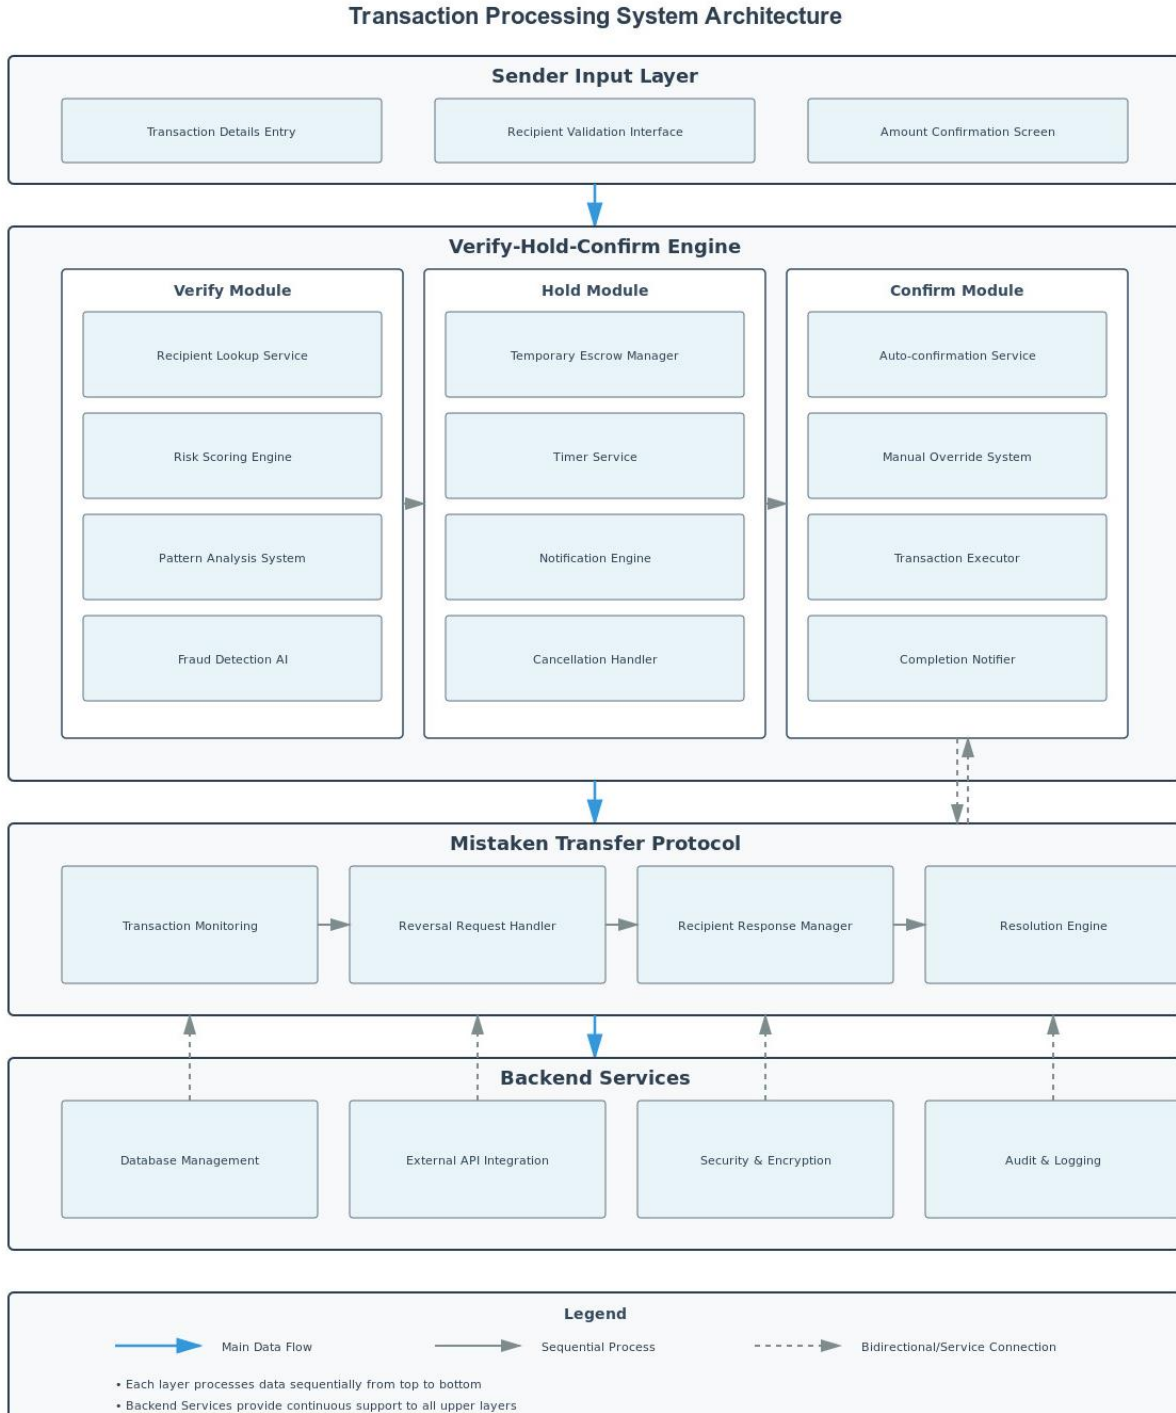 Transaction Processing System Architecture
Sender Input Layer
Transaction Details Entry
Recipient Validation Interface
Amount Confirmation Screen
Verify-Hold-Confirm Engine
Verify Module
Hold Module
Confirm Module
Recipient Lookup Service
Temporary Escrow Manager
Auto-confirmation Service
Risk Scoring Engine
Timer Service
Manual Override System
Pattern Analysis System
Notification Engine
Transaction Executor
Fraud Detection AI
Cancellation Handler
Completion Notifier
Mistaken Transfer Protocol
Transaction Monitoring
Reversal Request Handler
Recipient Response Manager
Resolution Engine
Backend Services
Database Management
External API Integration
Security & Encryption
Audit & Logging
Legend
Main Data Flow
Sequential Process
Bidirectional/Service Connection
• Each layer processes data sequentially from top to bottom
• Backend Services provide continuous support to all upper layers